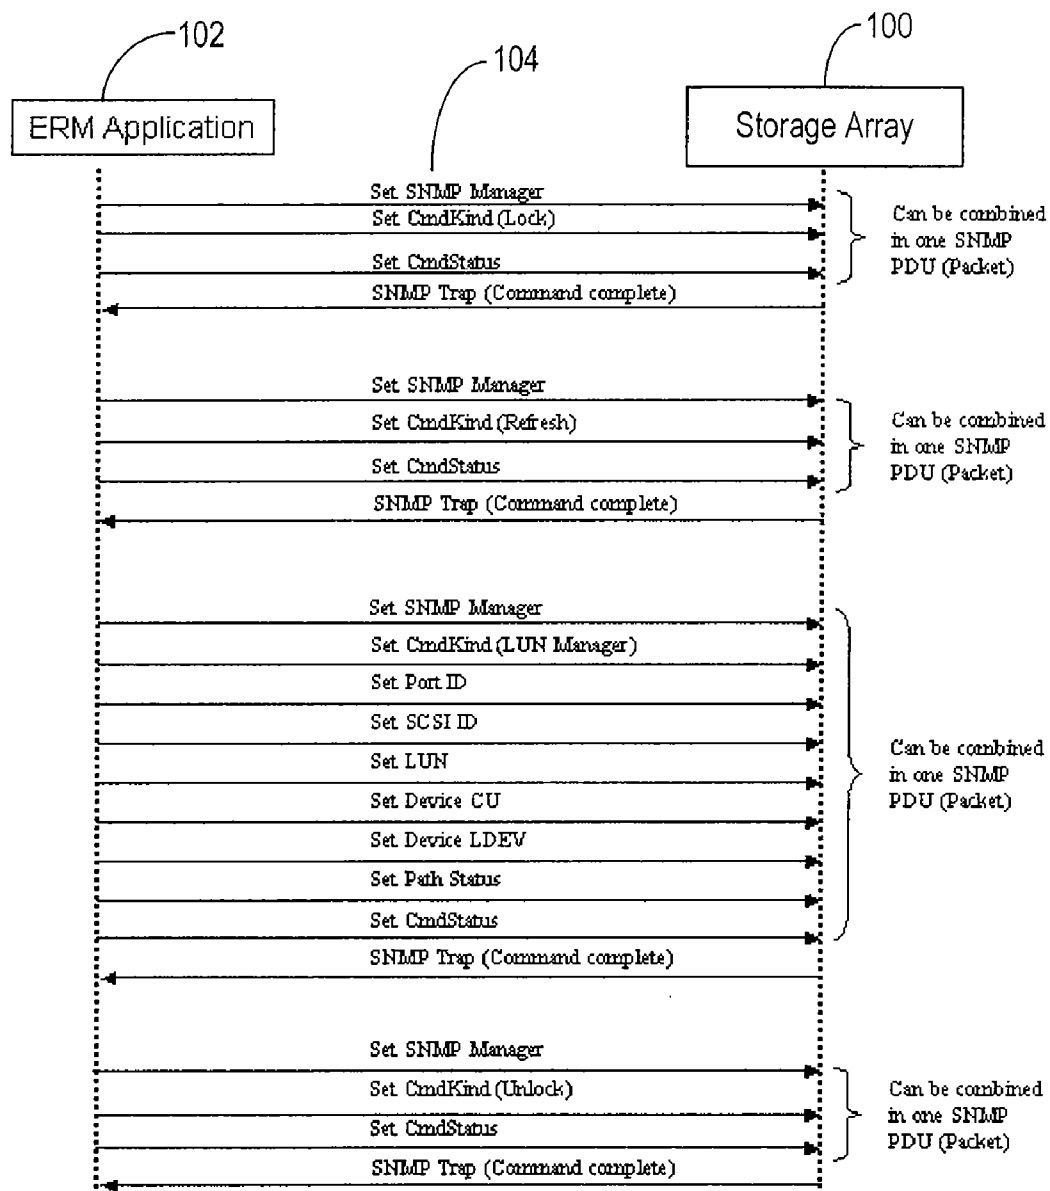 102
104
100
ERM Application
Storage Array
Set SNMP Manager
Set CmdKind (Lock)
Set CmdStatus
SNMP Trap (Command complete)
Can be combined
in one SNMP
PDU (Packet)
Set SNMP Manager
Set CmdKind (Refresh)
Set CmdStatus
SNMP Trap (Command complete)
Can be combined
in one SNMP
PDU (Packet)
Set SNMP Manager
Set CmdKind (LUN Manager)
Set Port ID
Set SCSI ID
Set LUN
Set Device CU
Set Device LDEV
Set Path Status
Set CmdStatus
SNMP Trap (Command complete)
Can be combined
in one SNMP
PDU (Packet)
Set SNMP Manager
Set CmdKind (Unlock)
Set CmdStatus
SNMP Trap (Command complete)
Can be combined
in one SNMP
PDU (Packet)